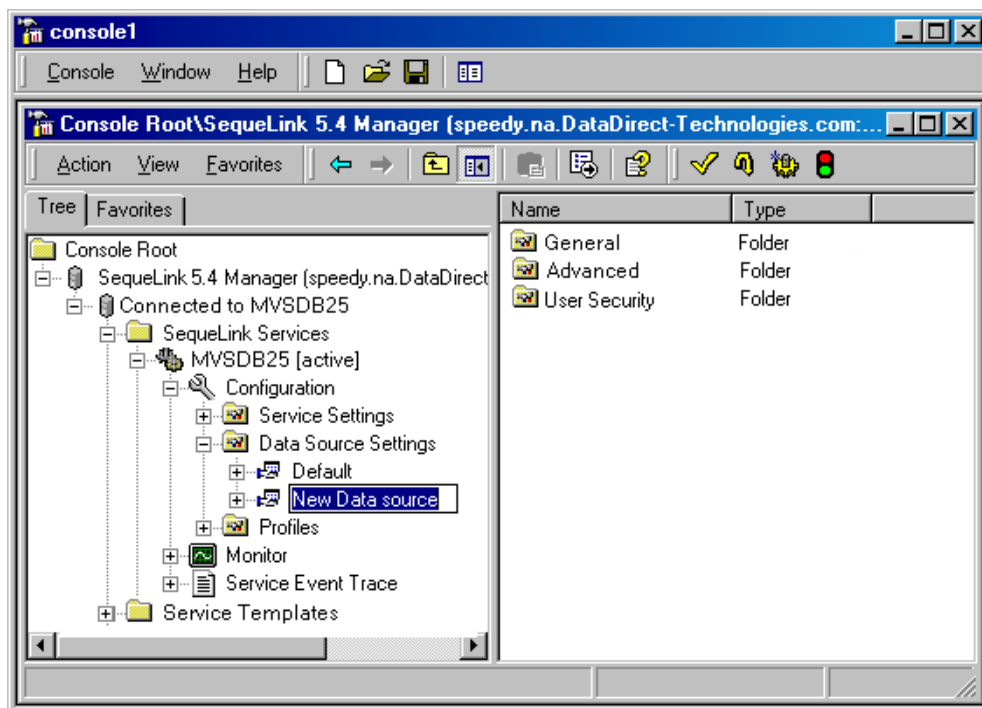 console1
Console Window Help
Console Root\SequeLink 5.4 Manager (speedy.na.DataDirect-Technologies.com:...
Action View Favorites
Tree Favorites
Name Type
Console Root
SequeLink 5.4 Manager (speedy.na.DataDirect
Connected to MVSDB25
SequeLink Services
MVSDB25 [active]
Configuration
Service Settings
Data Source Settings
Default
New Data source
Profiles
Monitor
Service Event Trace
Service Templates
General Folder
Advanced Folder
User Security Folder